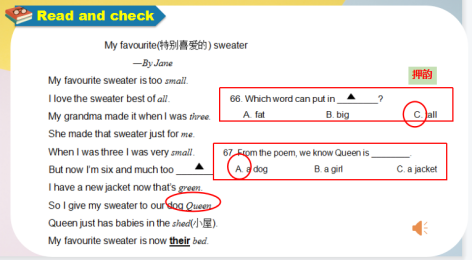 Read and check
My favourite(特别喜爱的) sweater
—By Jane
押韵
My favourite sweater is too small.
I love the sweater best of all.
My grandma made it when I was three.
She made that sweater just for me.
When I was three I was very small.
But now I'm six and much too ▲
I have a new jacket now that's green.
So I give my sweater to our dog Queen.
Queen just has babies in the shed(小屋).
My favourite sweater is now their bed.
66. Which word can put in ▲ ?
A. fat B. big C. tall
67. From the poem, we know Queen is ________.
A. a dog B. a girl C. a jacket